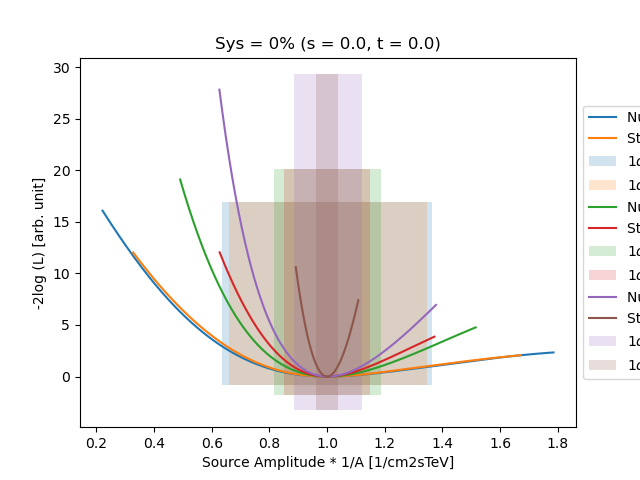 Sys = 0% (s = 0.0, t = 0.0)
30
25
20
15
10
5
0
-2log (L) [arb. unit]
0.2 0.4 0.6 0.8 1.0 1.2 1.4 1.6 1.8
Source Amplitude * 1/A [1/cm2sTeV]
Nu
St
1σ
1σ
Nu
St
1σ
1σ
Nu
St
1σ
1σ